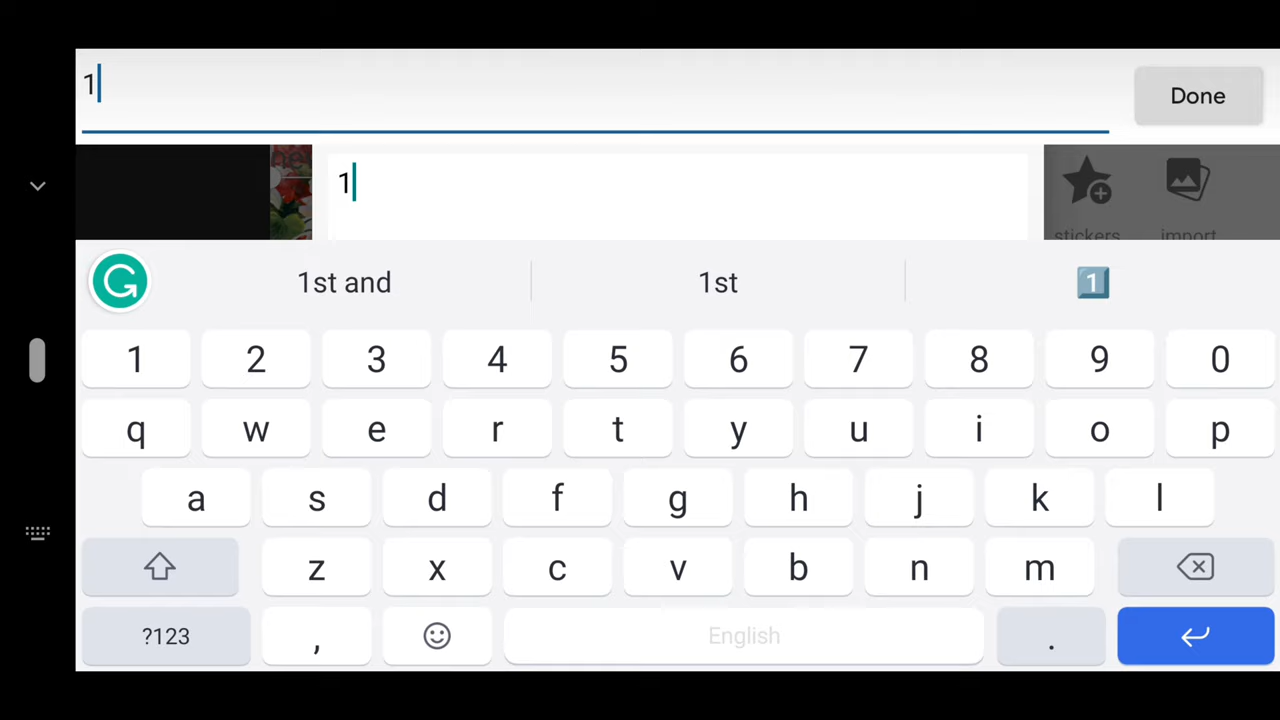 1
Done
1
stickers import
1st and 1st 1
1 2 3 4 5 6 7 8 9 0
q w e r t y u i o p
a s d f g h j k l
z x c v b n m
?123 , English .